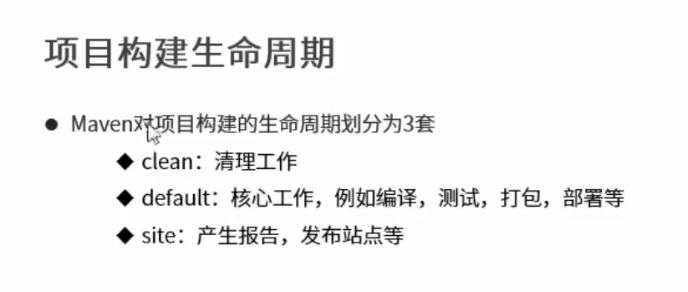 项目构建生命周期
● Maven对项目构建的生命周期划分为3套
◆ clean：清理工作
◆ default：核心工作，例如编译，测试，打包，部署等
◆ site：产生报告，发布站点等